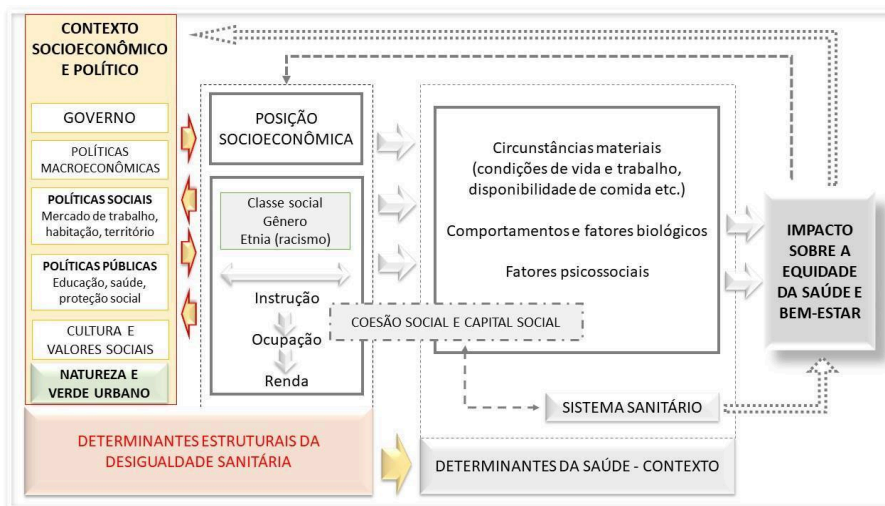 CONTEXTO
SOCIOECONÔMICO
E POLÍTICO
GOVERNO
POLÍTICAS
MACROECONÔMICAS
POLÍTICAS SOCIAIS
Mercado de trabalho,
habitação, território
POLÍTICAS PÚBLICAS
Educação, saúde,
proteção social
CULTURA E
VALORES SOCIAIS
NATUREZA E
VERDE URBANO
POSIÇÃO
SOCIOECONÔMICA
Classe social
Gênero
Etnia (racismo)
Instrução
Ocupação
Renda
COESÃO SOCIAL E CAPITAL SOCIAL
Circunstâncias materiais
(condições de vida e trabalho,
disponibilidade de comida etc.)
Comportamentos e fatores biológicos
Fatores psicossociais
SISTEMA SANITÁRIO
IMPACTO
SOBRE A
EQUIDADE
DA SAÚDE E
BEM-ESTAR
DETERMINANTES ESTRUTURAIS DA
DESIGUALDADE SANITÁRIA
DETERMINANTES DA SAÚDE - CONTEXTO